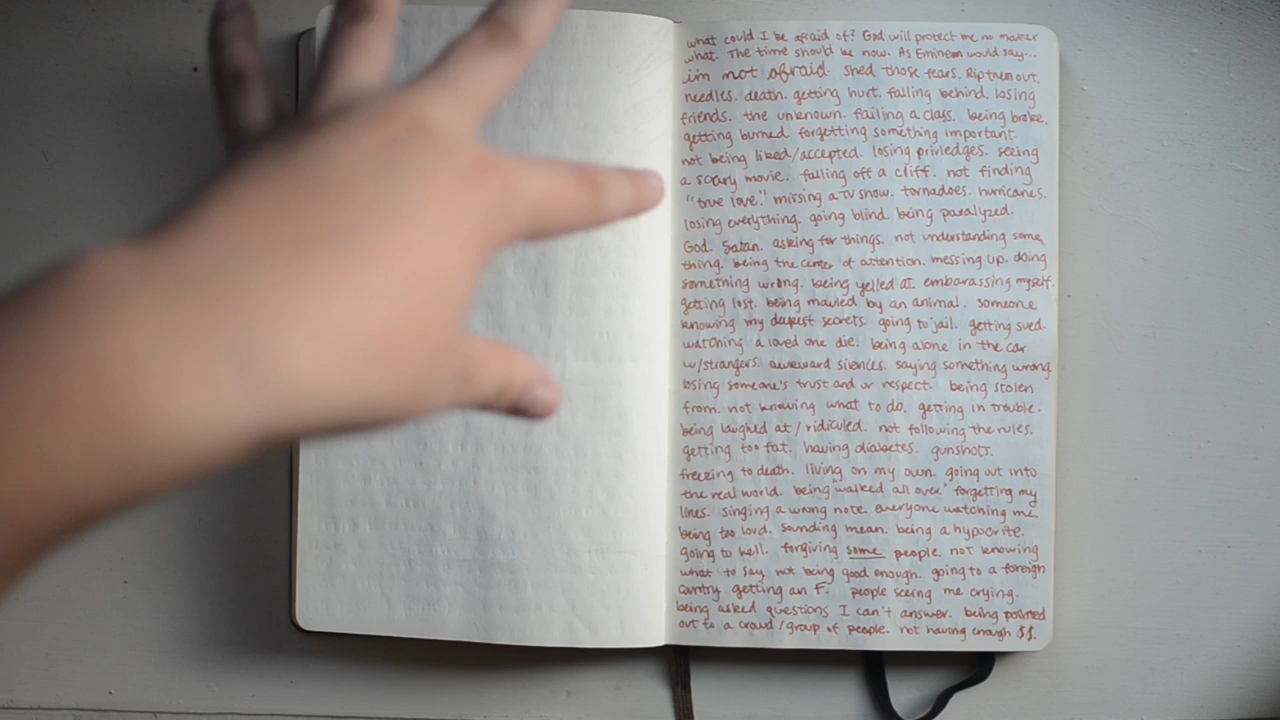 what could I be afraid of? God will protect me no matter
what. The time should be now. As Eminem would say...
i'm not afraid. shed those fears. Rip them out.
needles. death. getting hurt. falling behind. losing
friends. the unknown. failing a class. being broke.
getting burned. forgetting something important.
not being liked/accepted. losing priviledges. seeing
a scary movie. falling off a cliff. not finding
"true love." missing a TV show. tornadoes. hurricanes.
losing everything. going blind. being paralyzed.
God. Satan. asking for things. not understanding some
thing. being the center of attention. messing up. doing
something wrong. being yelled at. embarassing myself.
getting lost. being mauled by an animal. someone
knowing my deepest secrets. going to jail. getting sued.
watching a loved one die. being alone in the car
w/strangers. awkward silences. saying something wrong.
losing someone's trust and or respect. being stolen
from. not knowing what to do. getting in trouble.
being laughed at / ridiculed. not following the rules.
getting too fat. having diabetes. gunshots.
freezing to death. living on my own. going out into
the real world. being "walked all over." forgetting my
lines. singing a wrong note. everyone watching me.
being too loud. sounding mean. being a hypocrite.
going to hell. forgiving some people. not knowing
what to say. not being good enough. going to a foreign
country. getting an F. people seeing me crying.
being asked questions I can't answer. being pointed
out to a crowd/group of people. not having enough $$.